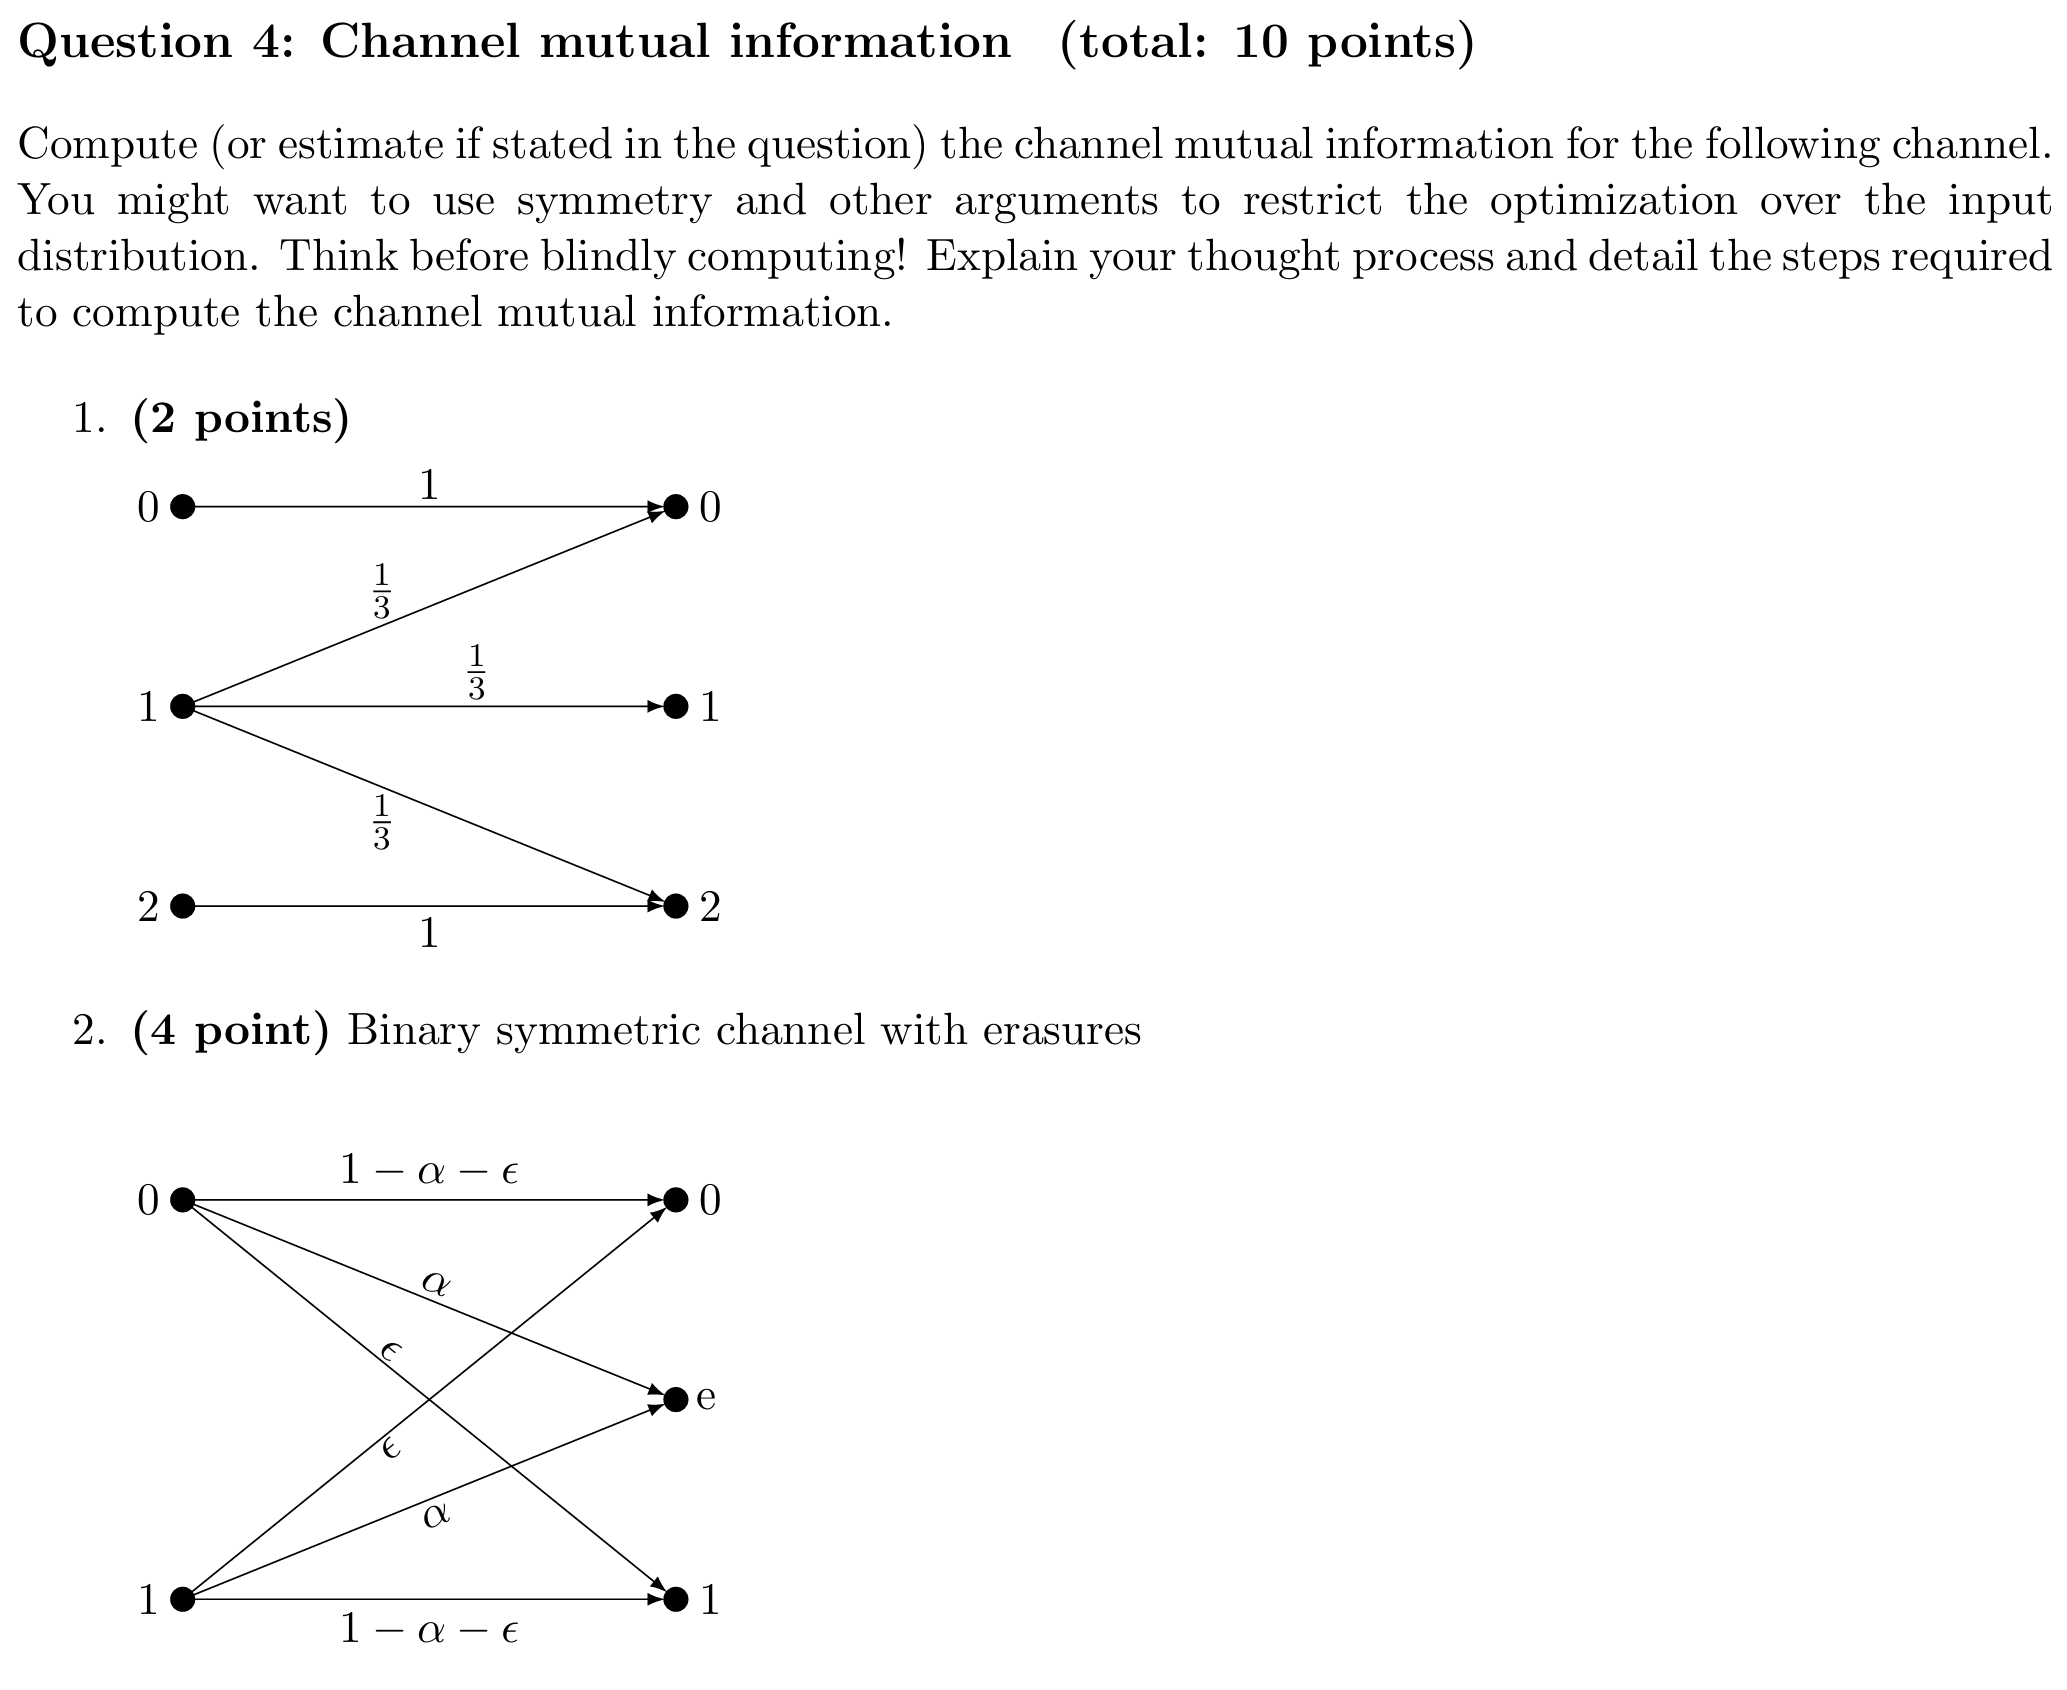 Question 4: Channel mutual information (total: 10 points)
Compute (or estimate if stated in the question) the channel mutual information for the following channel.
You might want to use symmetry and other arguments to restrict the optimization over the input
distribution. Think before blindly computing! Explain your thought process and detail the steps required
to compute the channel mutual information.
1. (2 points)
1
0 0
1/3
1/3
1 1
1/3
2 2
1
2. (4 point) Binary symmetric channel with erasures
1 − α − ϵ
0 0
α
ϵ
e
ϵ
α
1 1
1 − α − ϵ